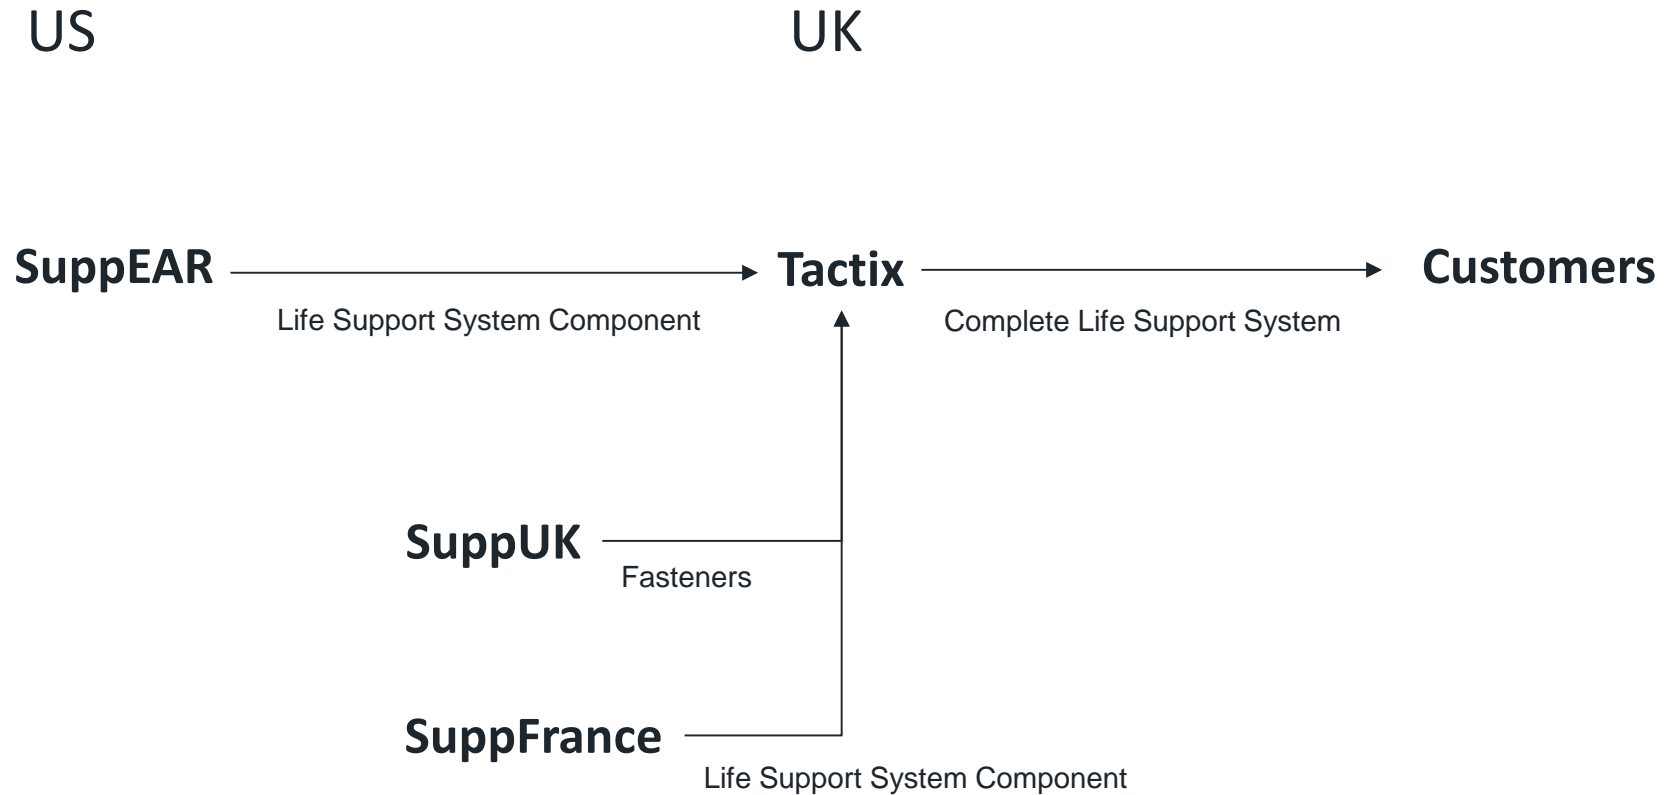 US
UK
SuppEAR
Tactix
Customers
Life Support System Component
Complete Life Support System
SuppUK
Fasteners
SuppFrance
Life Support System Component